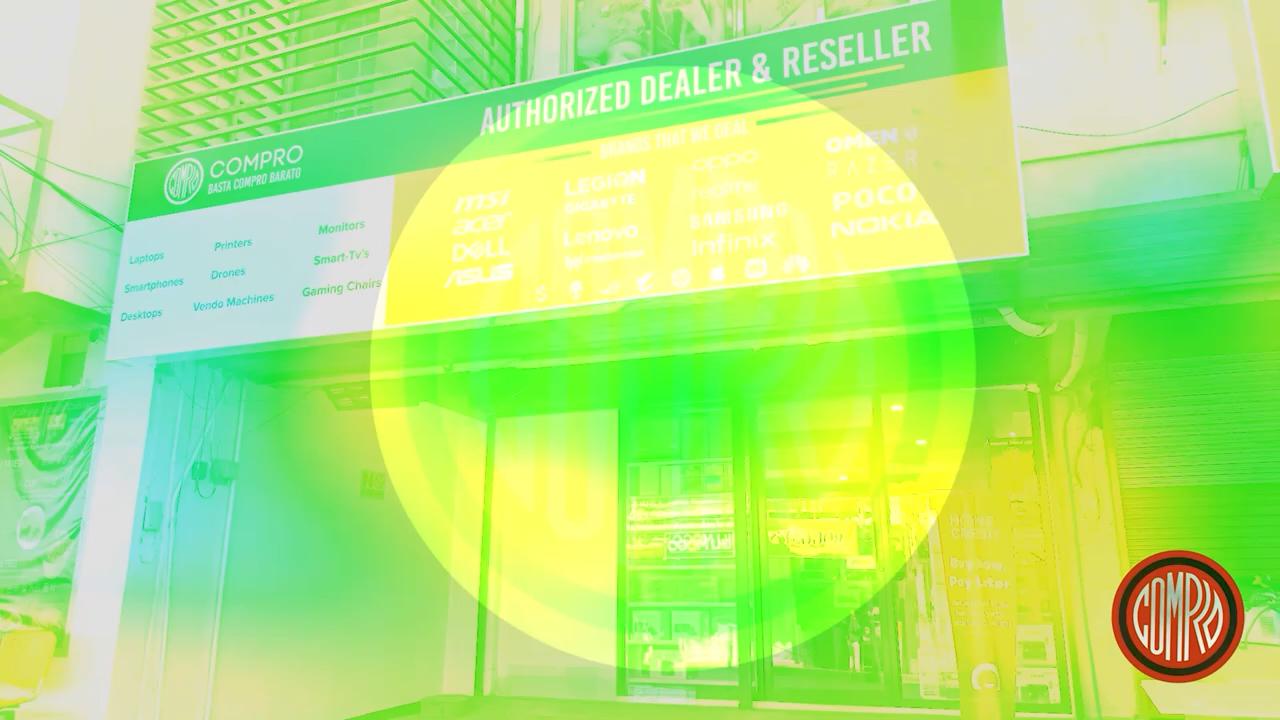 AUTHORIZED DEALER & RESELLER
COMPRO
BASTA COMPRO BARATO
BRANDS THAT WE DEAL
Laptops
Printers
Monitors
Smartphones
Drones
Smart-Tv's
Desktops
Vendo Machines
Gaming Chairs
msi
acer
DELL
ASUS
LEGION
GIGABYTE
Lenovo
oppo
realme
SAMSUNG
Infinix
OMEN
RAZER
POCO
NOKIA
HOME
CREDIT
Buy now,
Pay Later
COMPRO